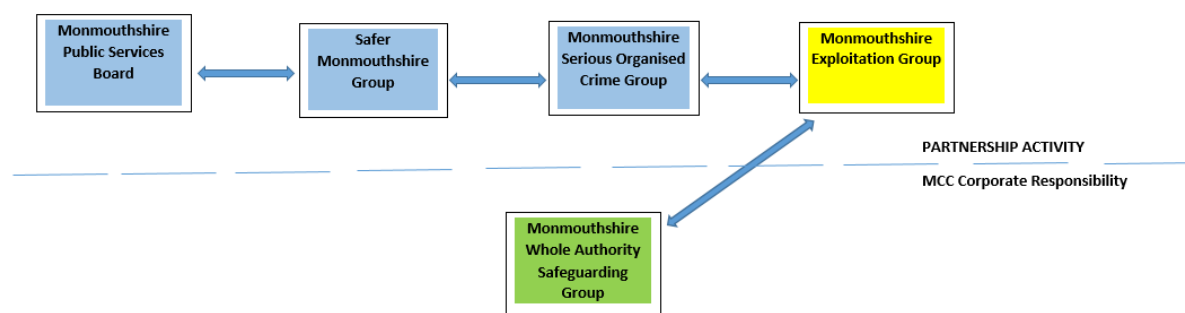 Monmouthshire
Public Services
Board
Safer
Monmouthshire
Group
Monmouthshire
Serious Organised
Crime Group
Monmouthshire
Exploitation Group
PARTNERSHIP ACTIVITY
MCC Corporate Responsibility
Monmouthshire
Whole Authority
Safeguarding
Group